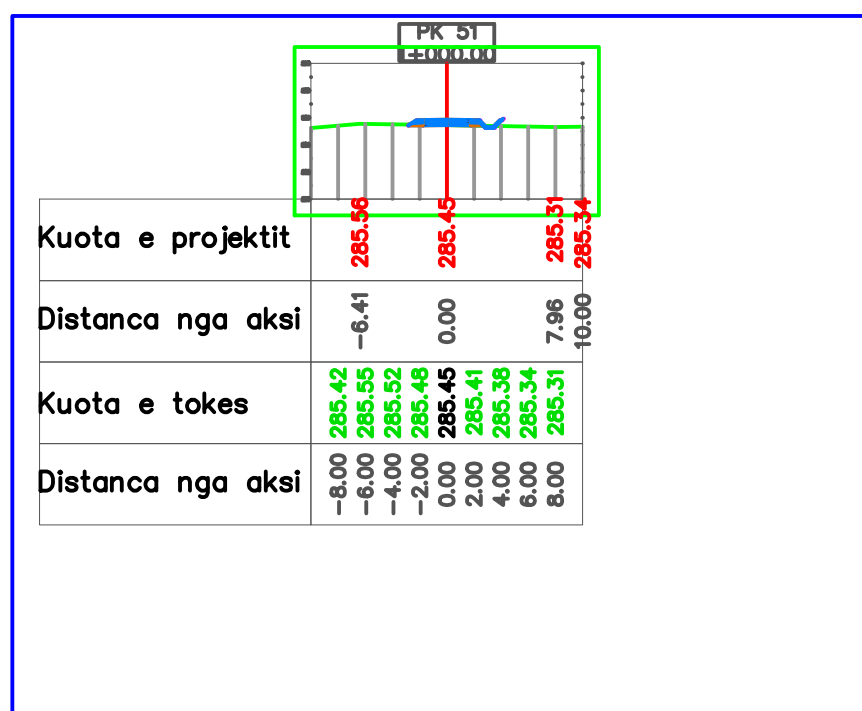 PK 51
1+000.00
Kuota e projektit 285.56 285.45 285.31 285.34
Distanca nga aksi -6.41 0.00 7.96 10.00
Kuota e tokes 285.42 285.55 285.52 285.48 285.45 285.41 285.38 285.34 285.31
Distanca nga aksi -8.00 -6.00 -4.00 -2.00 0.00 2.00 4.00 6.00 8.00